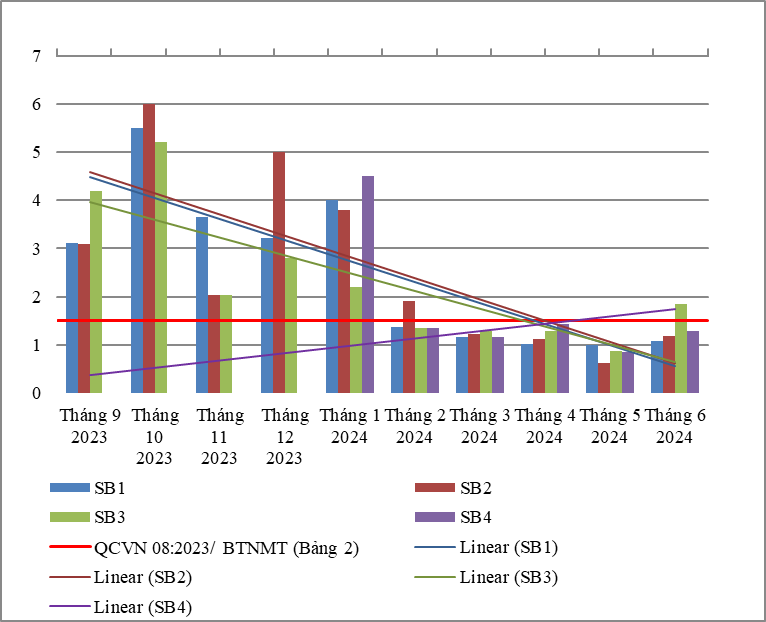 7
6
5
4
3
2
1
0
Tháng 9
2023
Tháng
10
2023
Tháng
11
2023
Tháng
12
2023
Tháng 1
2024
Tháng 2
2024
Tháng 3
2024
Tháng 4
2024
Tháng 5
2024
Tháng 6
2024
SB1
SB2
SB3
SB4
QCVN 08:2023/ BTNMT (Bảng 2)
Linear (SB1)
Linear (SB2)
Linear (SB3)
Linear (SB4)